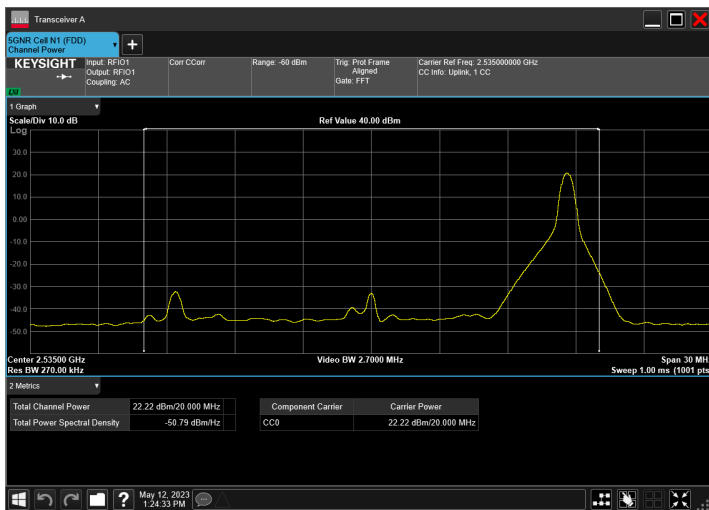 Transceiver A
5GNR Cell N1 (FDD)
Channel Power
KEYSIGHT
Input: RFIO1
Output: RFIO1
Coupling: AC
Corr CCorr
Range: -60 dBm
Trig: Prot Frame
Aligned
Gate: FFT
Carrier Ref Freq: 2.535000000 GHz
CC Info: Uplink, 1 CC
1 Graph
Scale/Div 10.0 dB
Ref Value 40.00 dBm
Log
30.0
20.0
10.0
0.00
-10.0
-20.0
-30.0
-40.0
-50.0
Center 2.53500 GHz
Video BW 2.7000 MHz
Span 30 MH
Res BW 270.00 kHz
Sweep 1.00 ms (1001 pts
2 Metrics
Total Channel Power 22.22 dBm/20.000 MHz
Total Power Spectral Density -50.79 dBm/Hz
Component Carrier Carrier Power
CC0 22.22 dBm/20.000 MHz
May 12, 2023
1:24:33 PM